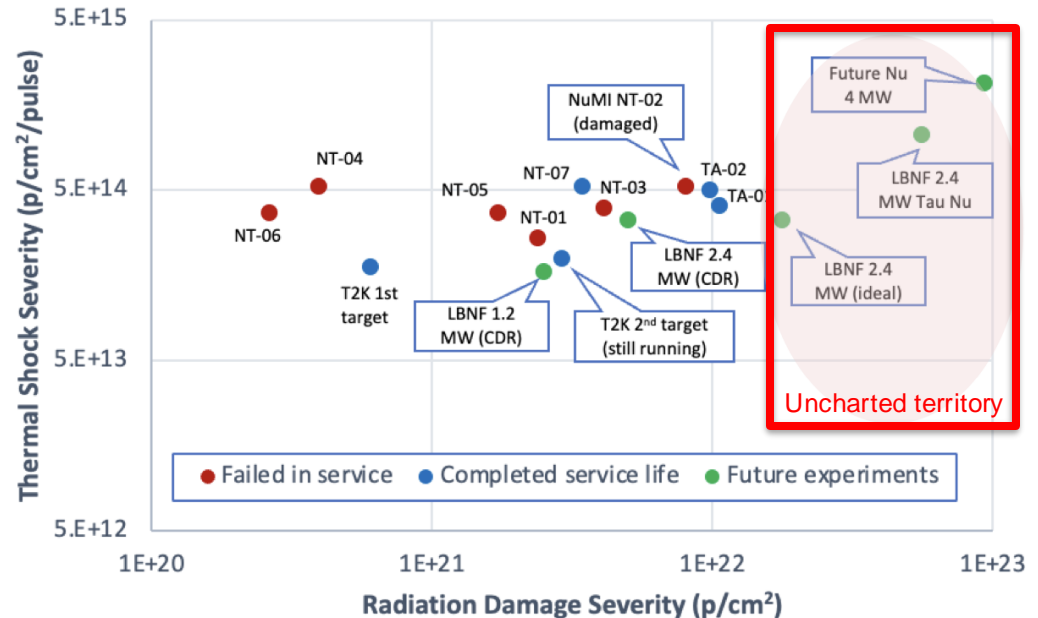 5.E+15
Thermal Shock Severity (p/cm²/pulse)
Future Nu
4 MW
NuMI NT-02
(damaged)
NT-04
NT-07
TA-02
NT-05
NT-03
5.E+14
LBNF 2.4
MW Tau Nu
NT-06
NT-01
LBNF 2.4
MW (CDR)
LBNF 2.4
MW (ideal)
T2K 1st
target
LBNF 1.2
MW (CDR)
T2K 2nd target
(still running)
5.E+13
Uncharted territory
Failed in service
Completed service life
Future experiments
5.E+12
1E+20
1E+21
1E+22
1E+23
Radiation Damage Severity (p/cm²)